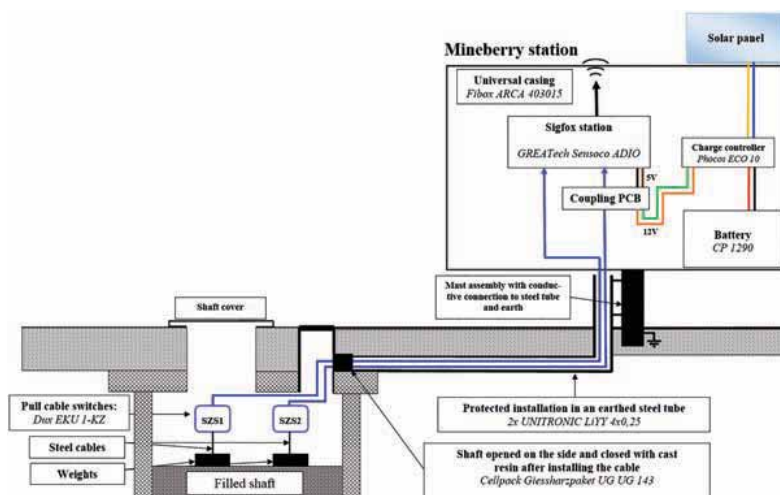 Mineberry station
Solar panel
Universal casing
Fibox ARCA 403015
Sigfox station
GREATech Sensoco ADIO
Charge controller
Phocos ECO 10
5V
Coupling PCB
12V
Battery
CP 1290
Shaft cover
Mast assembly with conduc-
tive connection to steel tube
and earth
Pull cable switches:
Dux EKU 1-KZ
SZS1
SZS2
Steel cables
Weights
Filled shaft
Protected installation in an earthed steel tube
2x UNITRONIC LiYY 4x0,25
Shaft opened on the side and closed with cast
resin after installing the cable
Cellpack Giessharzpaket UG UG 143